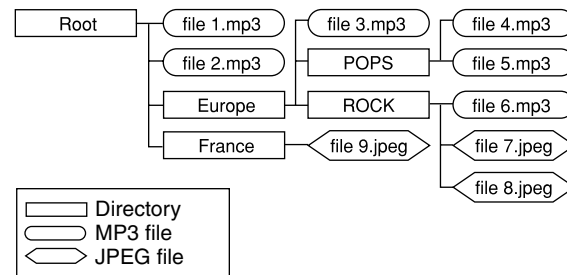 Root file 1.mp3 file 3.mp3 file 4.mp3
file 2.mp3 POPS file 5.mp3
Europe ROCK file 6.mp3
France file 9.jpeg file 7.jpeg
file 8.jpeg
Directory
MP3 file
JPEG file